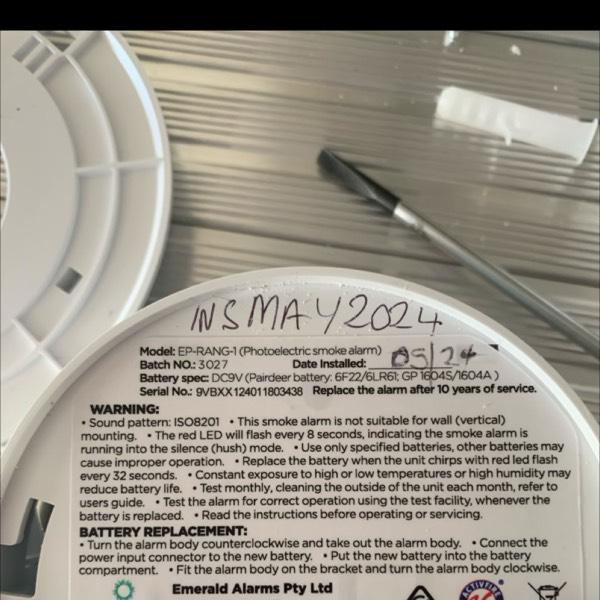 INS MAY 2024
Model: EP-RANG-1 (Photoelectric smoke alarm)
Batch NO.: 3027 Date Installed: 05/24
Battery spec: DC9V (Pairdeer battery: 6F22/6LR61; GP 1604S/1604A )
Serial No.: 9VBXX124011803438 Replace the alarm after 10 years of service.
WARNING:
• Sound pattern: ISO8201 • This smoke alarm is not suitable for wall (vertical)
mounting. • The red LED will flash every 8 seconds, indicating the smoke alarm is
running into the silence (hush) mode. • Use only specified batteries, other batteries may
cause improper operation. • Replace the battery when the unit chirps with red led flash
every 32 seconds. • Constant exposure to high or low temperatures or high humidity may
reduce battery life. • Test monthly, cleaning the outside of the unit each month, refer to
users guide. • Test the alarm for correct operation using the test facility, whenever the
battery is replaced. • Read the instructions before operating or servicing.
BATTERY REPLACEMENT:
• Turn the alarm body counterclockwise and take out the alarm body. • Connect the
power input connector to the new battery. • Put the new battery into the battery
compartment. • Fit the alarm body on the bracket and turn the alarm body clockwise.
Emerald Alarms Pty Ltd